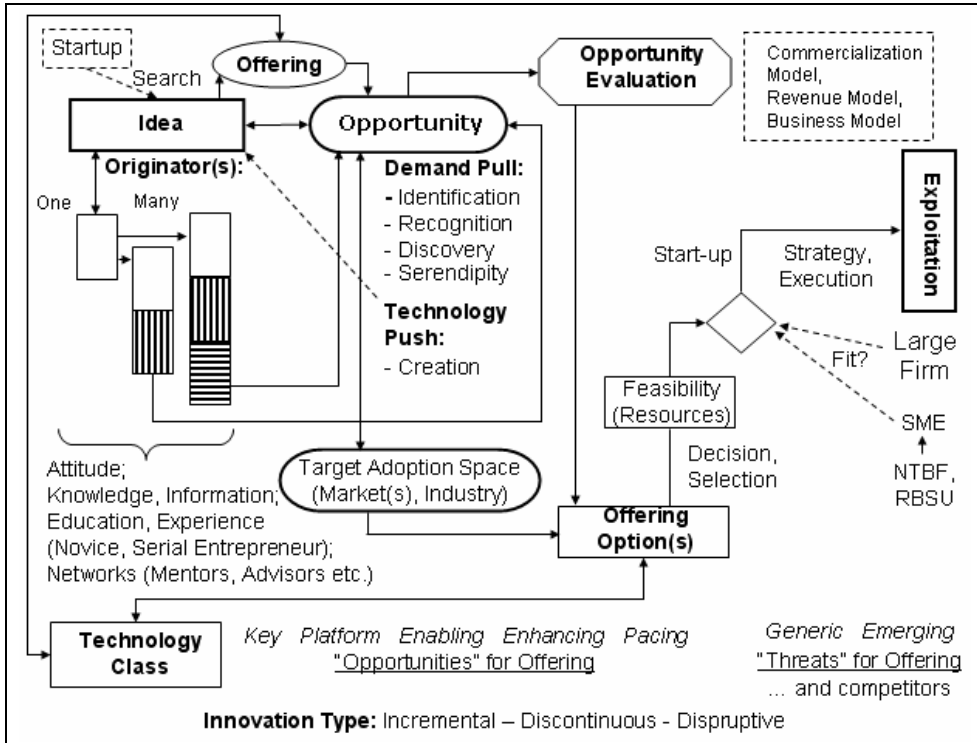 Startup
Search
Offering
Opportunity
Evaluation
Commercialization
Model,
Revenue Model,
Business Model
Idea
Opportunity
Originator(s):
One
Many
Demand Pull:
- Identification
- Recognition
- Discovery
- Serendipity
Technology
Push:
- Creation
Exploitation
Start-up
Strategy,
Execution
Large
Firm
Fit?
Feasibility
(Resources)
SME
NTBF,
RBSU
Decision,
Selection
Attitude;
Knowledge, Information;
Education, Experience
(Novice, Serial Entrepreneur);
Networks (Mentors, Advisors etc.)
Target Adoption Space
(Market(s), Industry)
Offering
Option(s)
Technology
Class
Key Platform Enabling Enhancing Pacing
"Opportunities" for Offering
Generic Emerging
"Threats" for Offering
... and competitors
Innovation Type: Incremental – Discontinuous - Dispruptive